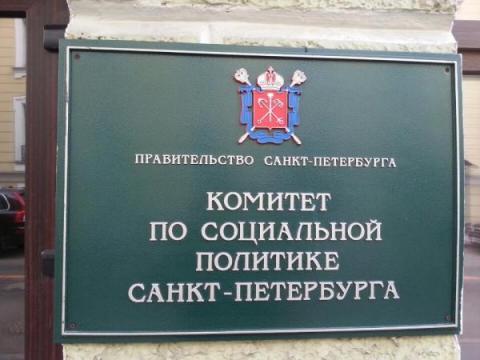 ПРАВИТЕЛЬСТВО САНКТ-ПЕТЕРБУРГА
КОМИТЕТ
ПО СОЦИАЛЬНОЙ
ПОЛИТИКЕ
САНКТ-ПЕТЕРБУРГА